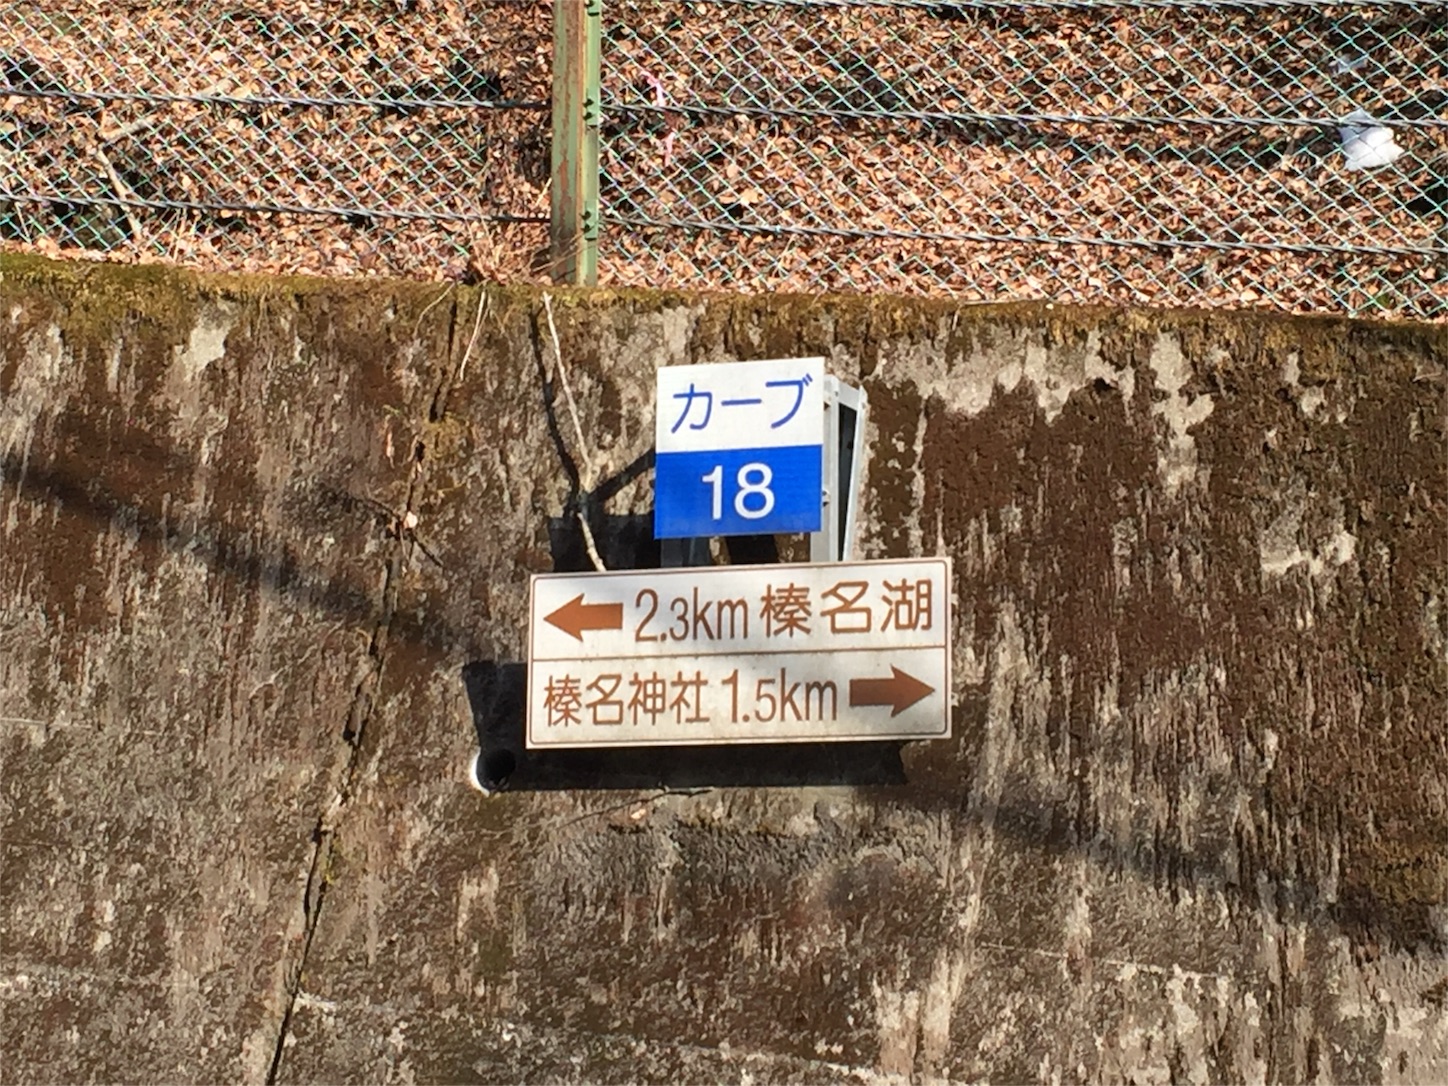 カーブ
18
← 2.3km 榛名湖
榛名神社 1.5km →